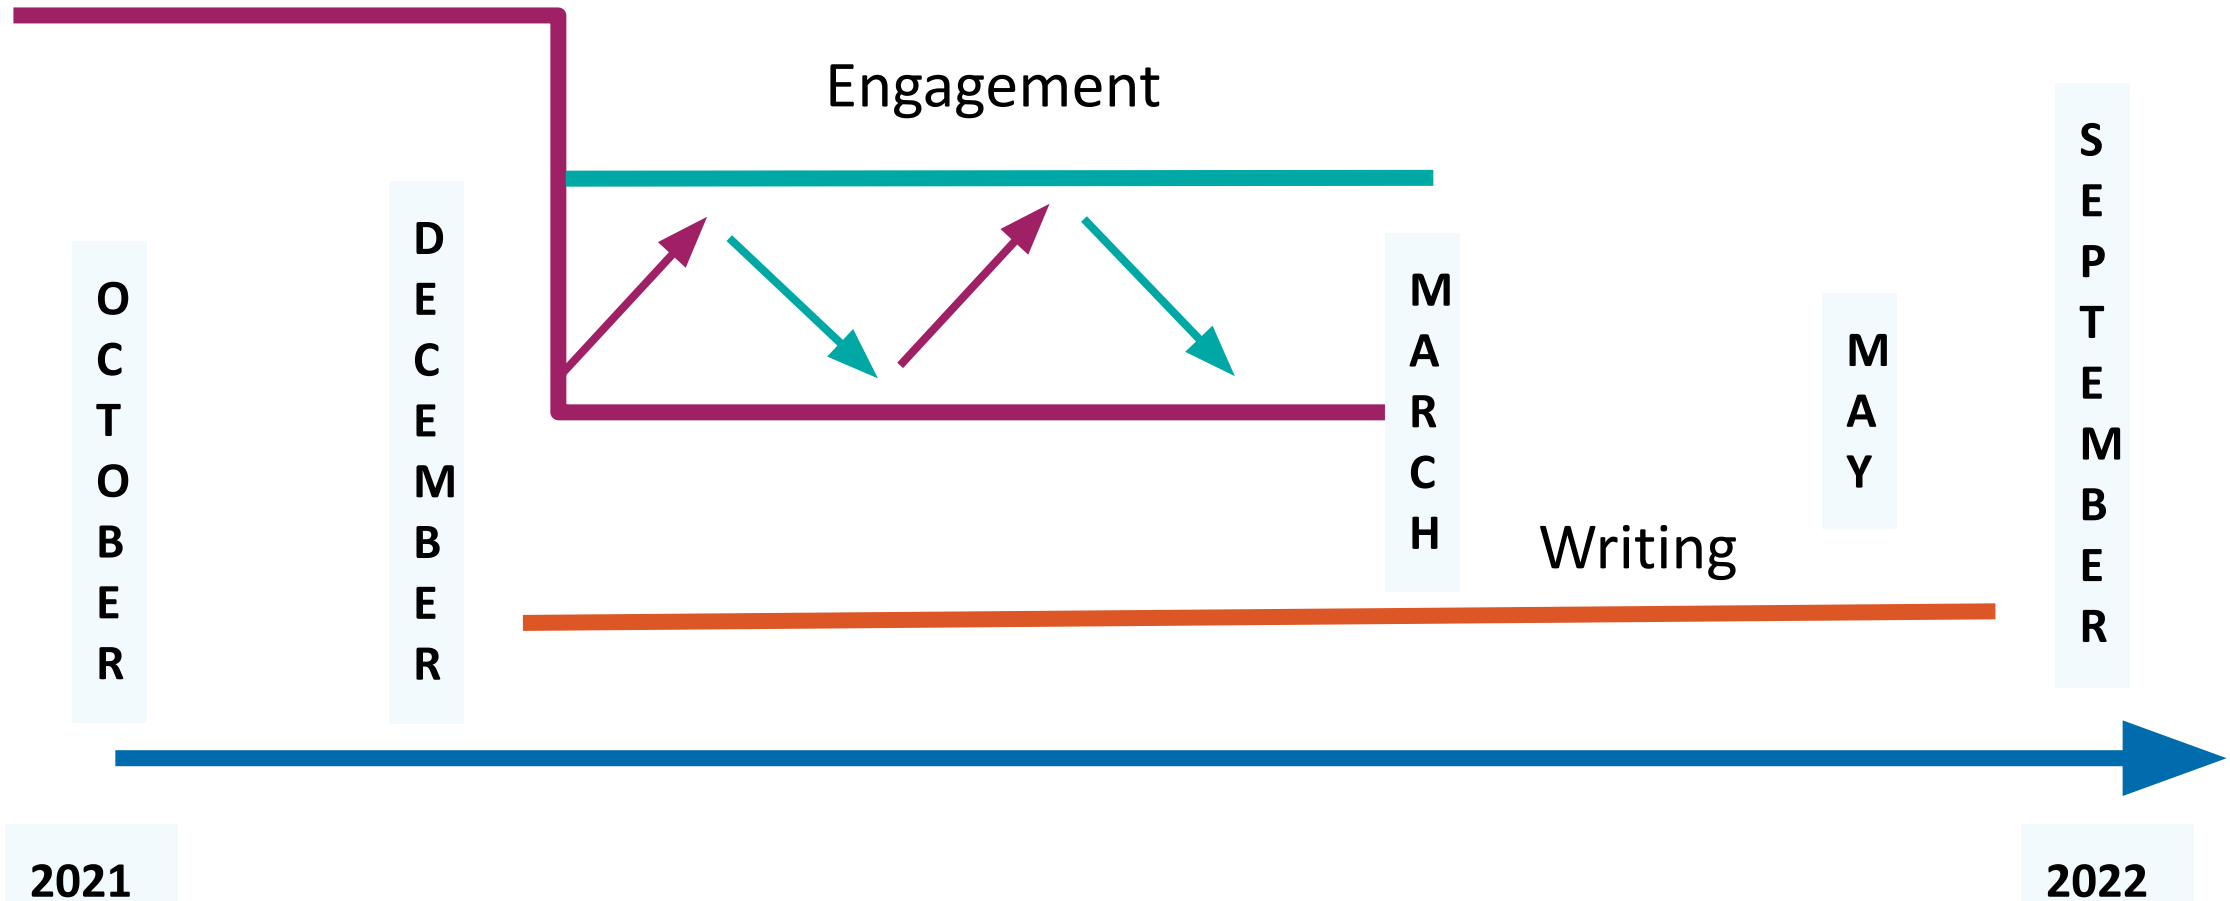 Engagement
OCTOBER
DECEMBER
MARCH
MAY
SEPTEMBER
Writing
2021
2022